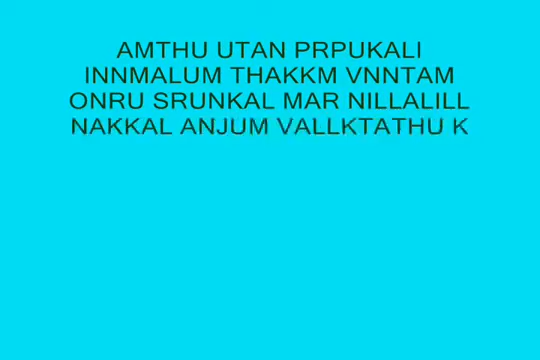 AMTHU UTAN PRPUKALI
INNMALUM THAKKM VNNTAM
ONRU SRUNKAL MAR NILLALILL
NAKKAL ANJUM VALLKTATHU K